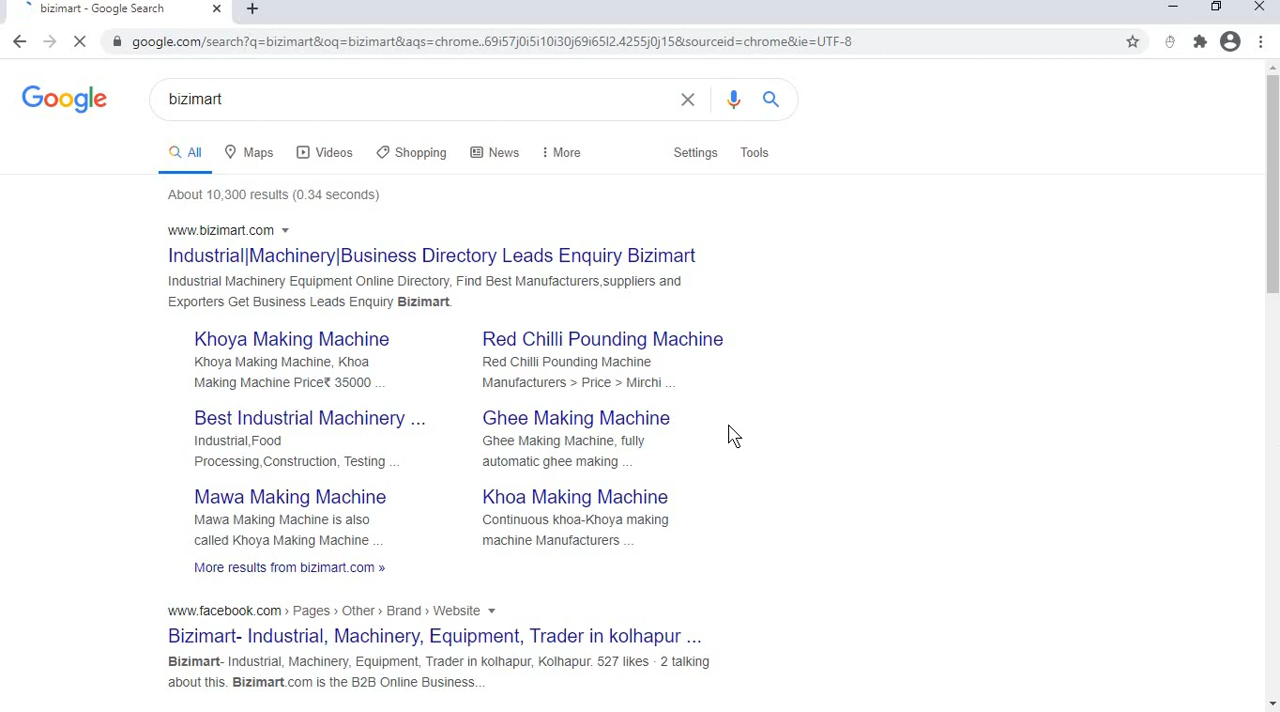 bizimart - Google Search
google.com/search?q=bizimart&oq=bizimart&aqs=chrome..69i57j0i5i10i30j69i65l2.4255j0j15&sourceid=chrome&ie=UTF-8
Google
bizimart
All Maps Videos Shopping News More Settings Tools
About 10,300 results (0.34 seconds)
www.bizimart.com
Industrial|Machinery|Business Directory Leads Enquiry Bizimart
Industrial Machinery Equipment Online Directory, Find Best Manufacturers,suppliers and
Exporters Get Business Leads Enquiry Bizimart.
Khoya Making Machine
Khoya Making Machine, Khoa
Making Machine Price₹ 35000 ...
Red Chilli Pounding Machine
Red Chilli Pounding Machine
Manufacturers > Price > Mirchi ...
Best Industrial Machinery ...
Industrial,Food
Processing,Construction, Testing ...
Ghee Making Machine
Ghee Making Machine, fully
automatic ghee making ...
Mawa Making Machine
Mawa Making Machine is also
called Khoya Making Machine ...
Khoa Making Machine
Continuous khoa-Khoya making
machine Manufacturers ...
More results from bizimart.com »
www.facebook.com › Pages › Other › Brand › Website
Bizimart- Industrial, Machinery, Equipment, Trader in kolhapur ...
Bizimart- Industrial, Machinery, Equipment, Trader in kolhapur, Kolhapur. 527 likes · 2 talking
about this. Bizimart.com is the B2B Online Business...